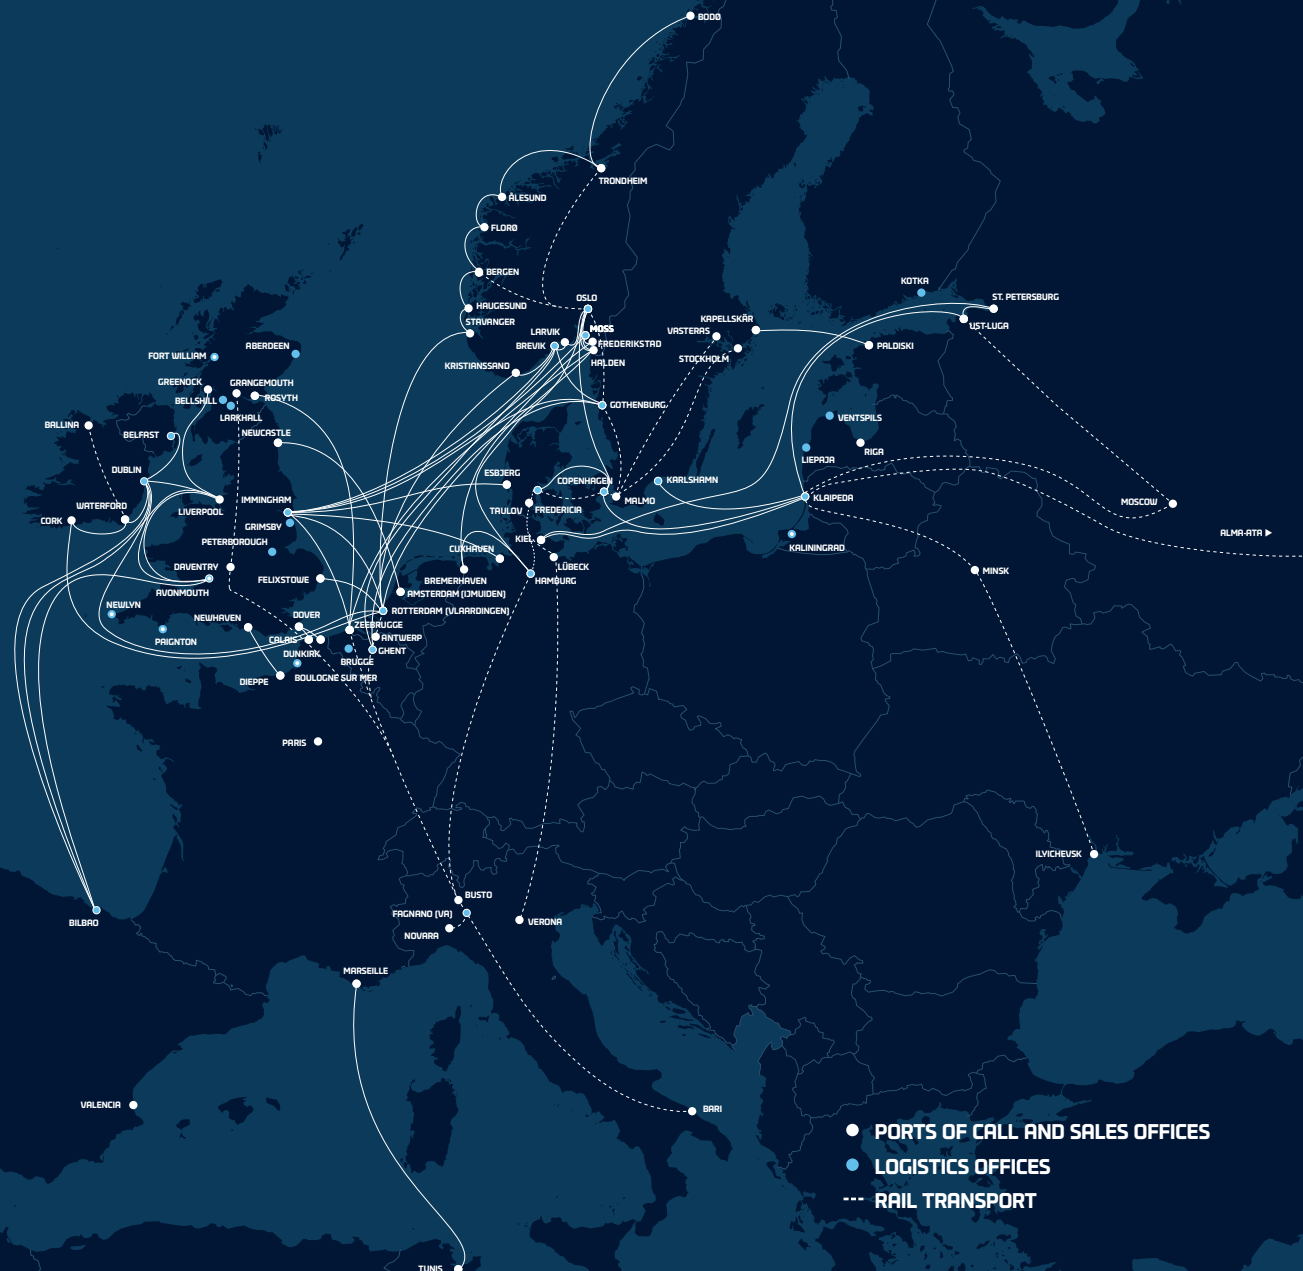 BODØ
TRONDHEIM
ÅLESUND
FLORØ
BERGEN
HAUGESUND
STAVANGER
OSLO
MOSS
LARVIK
BREVIK
FREDERIKSTAD
HALDEN
KRISTIANSSAND
KAPELLSKÄR
VASTERAS
STOCKHOLM
KOTKA
ST. PETERSBURG
UST-LUGA
PALDISKI
ABERDEEN
FORT WILLIAM
GREENOCK
GRANGEMOUTH
BELLSHILL
ROSYTH
LARKHALL
NEWCASTLE
GOTHENBURG
VENTSPILS
RIGA
LIEPAJA
BALLINA
BELFAST
DUBLIN
WATERFORD
CORK
LIVERPOOL
IMMINGHAM
GRIMSBY
PETERBOROUGH
DAVENTRY
AVONMOUTH
FELIXSTOWE
ESBJERG
COPENHAGEN
TAULOV
FREDERICIA
MALMO
KARLSHAMN
KLAIPEDA
MOSCOW
ALMA-ATA
KALININGRAD
MINSK
KIEL
CUXHAVEN
LÜBECK
BREMERHAVEN
HAMBURG
AMSTERDAM (IJMUIDEN)
ROTTERDAM (VLAARDINGEN)
NEWLYN
PAIGNTON
NEWHAVEN
DOVER
ZEEBRUGGE
CALAIS
ANTWERP
DUNKIRK
GHENT
BRUGGE
BOULOGNE SUR MER
DIEPPE
PARIS
ILYICHEVSK
BUSTO
FAGNANO (VA)
NOVARA
VERONA
BILBAO
MARSEILLE
VALENCIA
BARI
TUNIS
PORTS OF CALL AND SALES OFFICES
LOGISTICS OFFICES
RAIL TRANSPORT